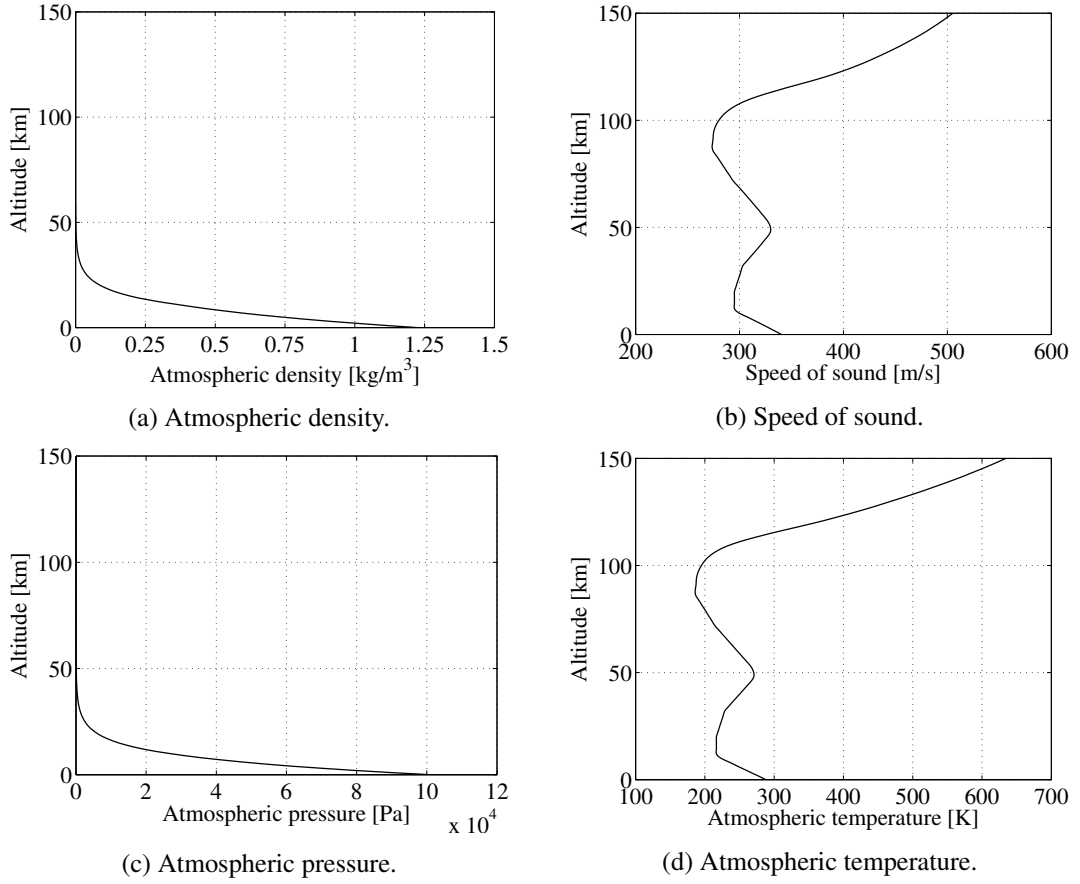 150
100
50
0
Altitude [km]
0 0.25 0.5 0.75 1 1.25 1.5
Atmospheric density [kg/m³]
(a) Atmospheric density.
150
100
50
0
Altitude [km]
200 300 400 500 600
Speed of sound [m/s]
(b) Speed of sound.
150
100
50
0
Altitude [km]
0 2 4 6 8 10 12
Atmospheric pressure [Pa]
x 10⁴
(c) Atmospheric pressure.
150
100
50
0
Altitude [km]
100 200 300 400 500 600 700
Atmospheric temperature [K]
(d) Atmospheric temperature.